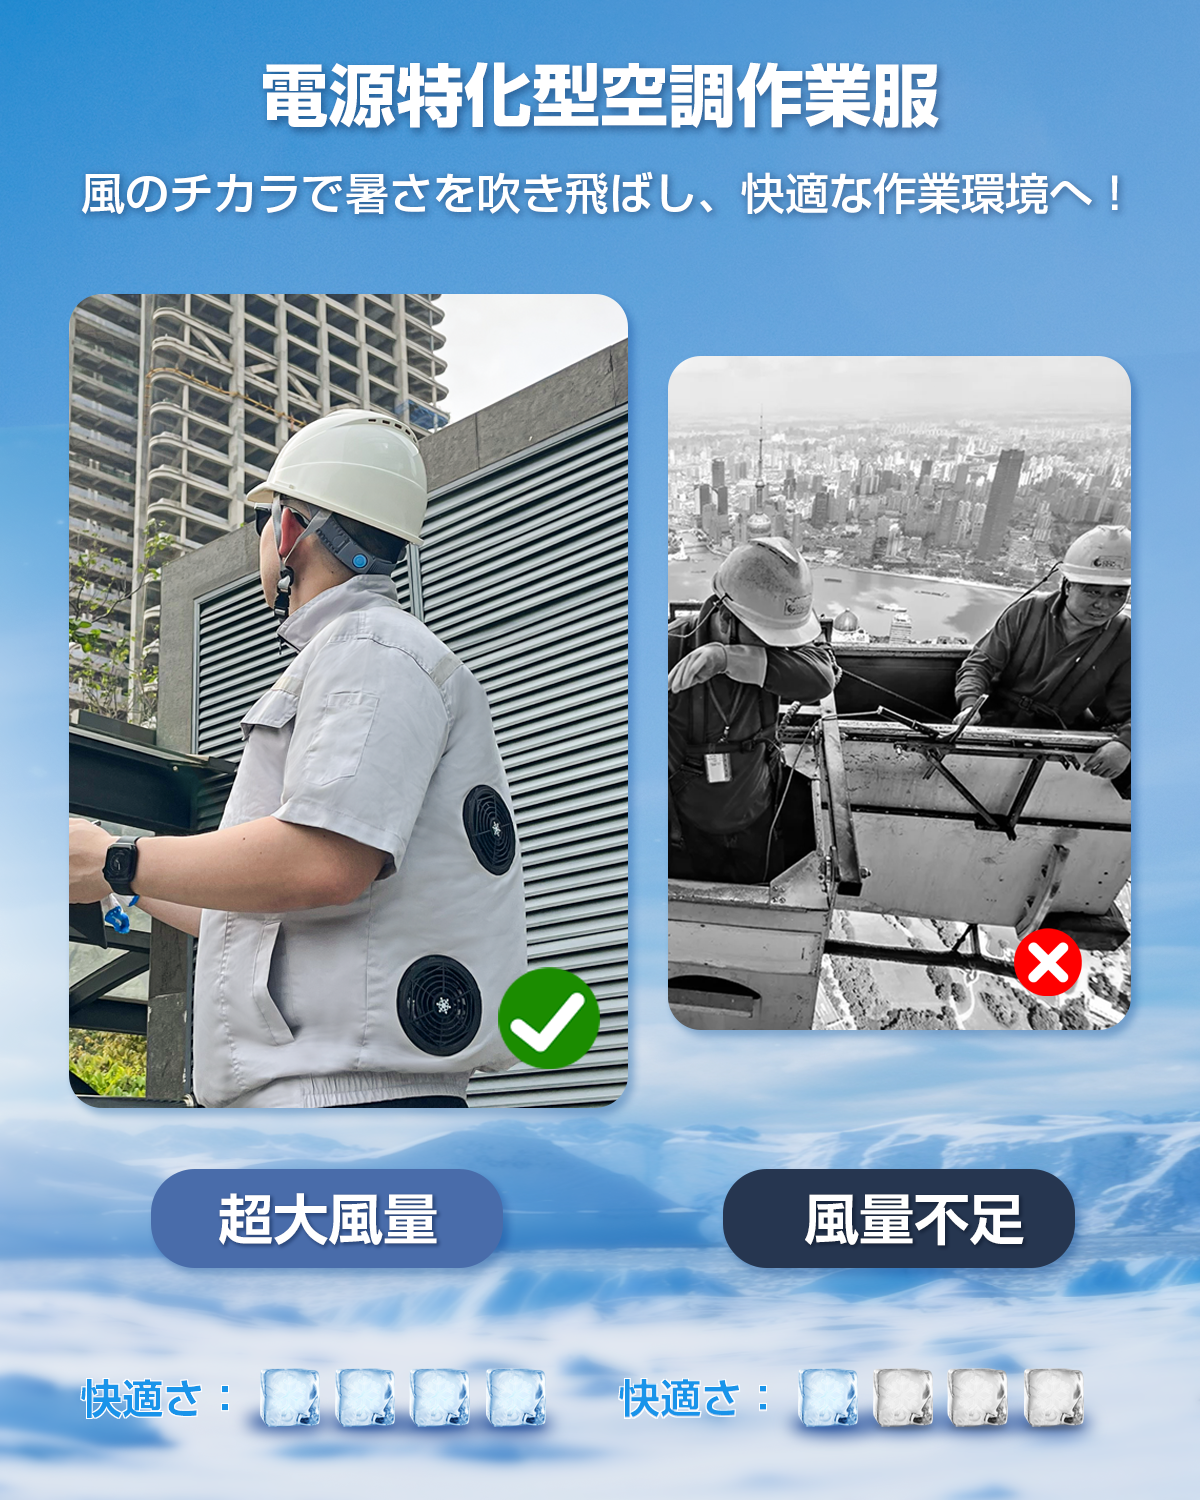 電源特化型空調作業服
風のチカラで暑さを吹き飛ばし、快適な作業環境へ！
超大風量
風量不足
快適さ：
快適さ：